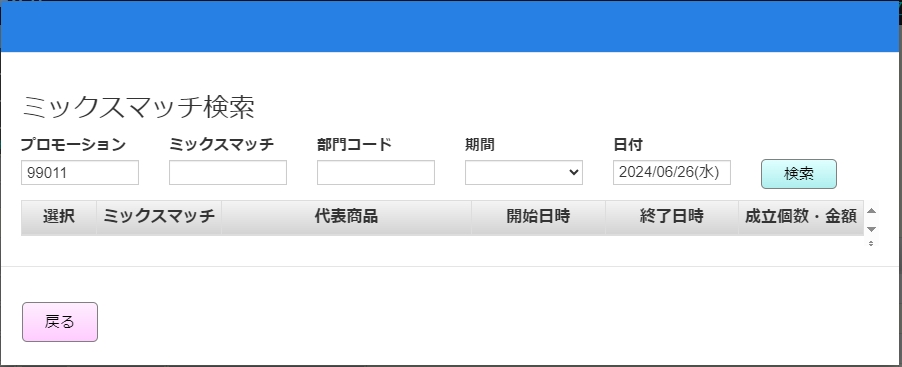 ミックスマッチ検索
プロモーション ミックスマッチ 部門コード 期間 日付
99011 2024/06/26(水) 検索
選択 ミックスマッチ 代表商品 開始日時 終了日時 成立個数・金額
戻る